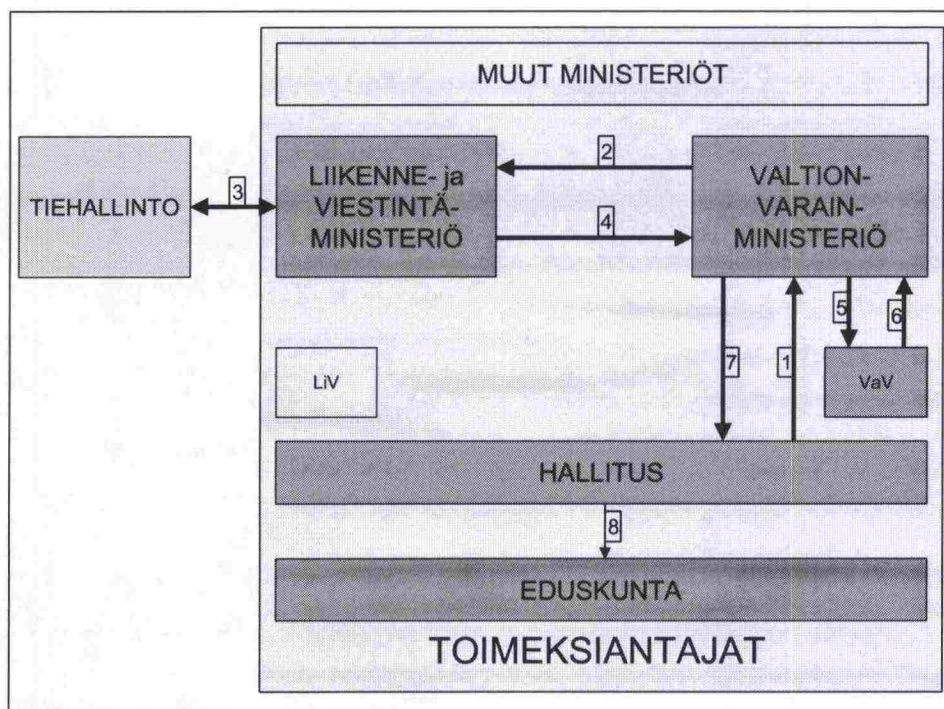 MUUT MINISTERIÖT
TIEHALLINTO
3
LIIKENNE- ja
VIESTINTÄ-
MINISTERIÖ
2
4
VALTION-
VARAIN-
MINISTERIÖ
7
1
5
6
LiV
VaV
HALLITUS
8
EDUSKUNTA
TOIMEKSIANTAJAT